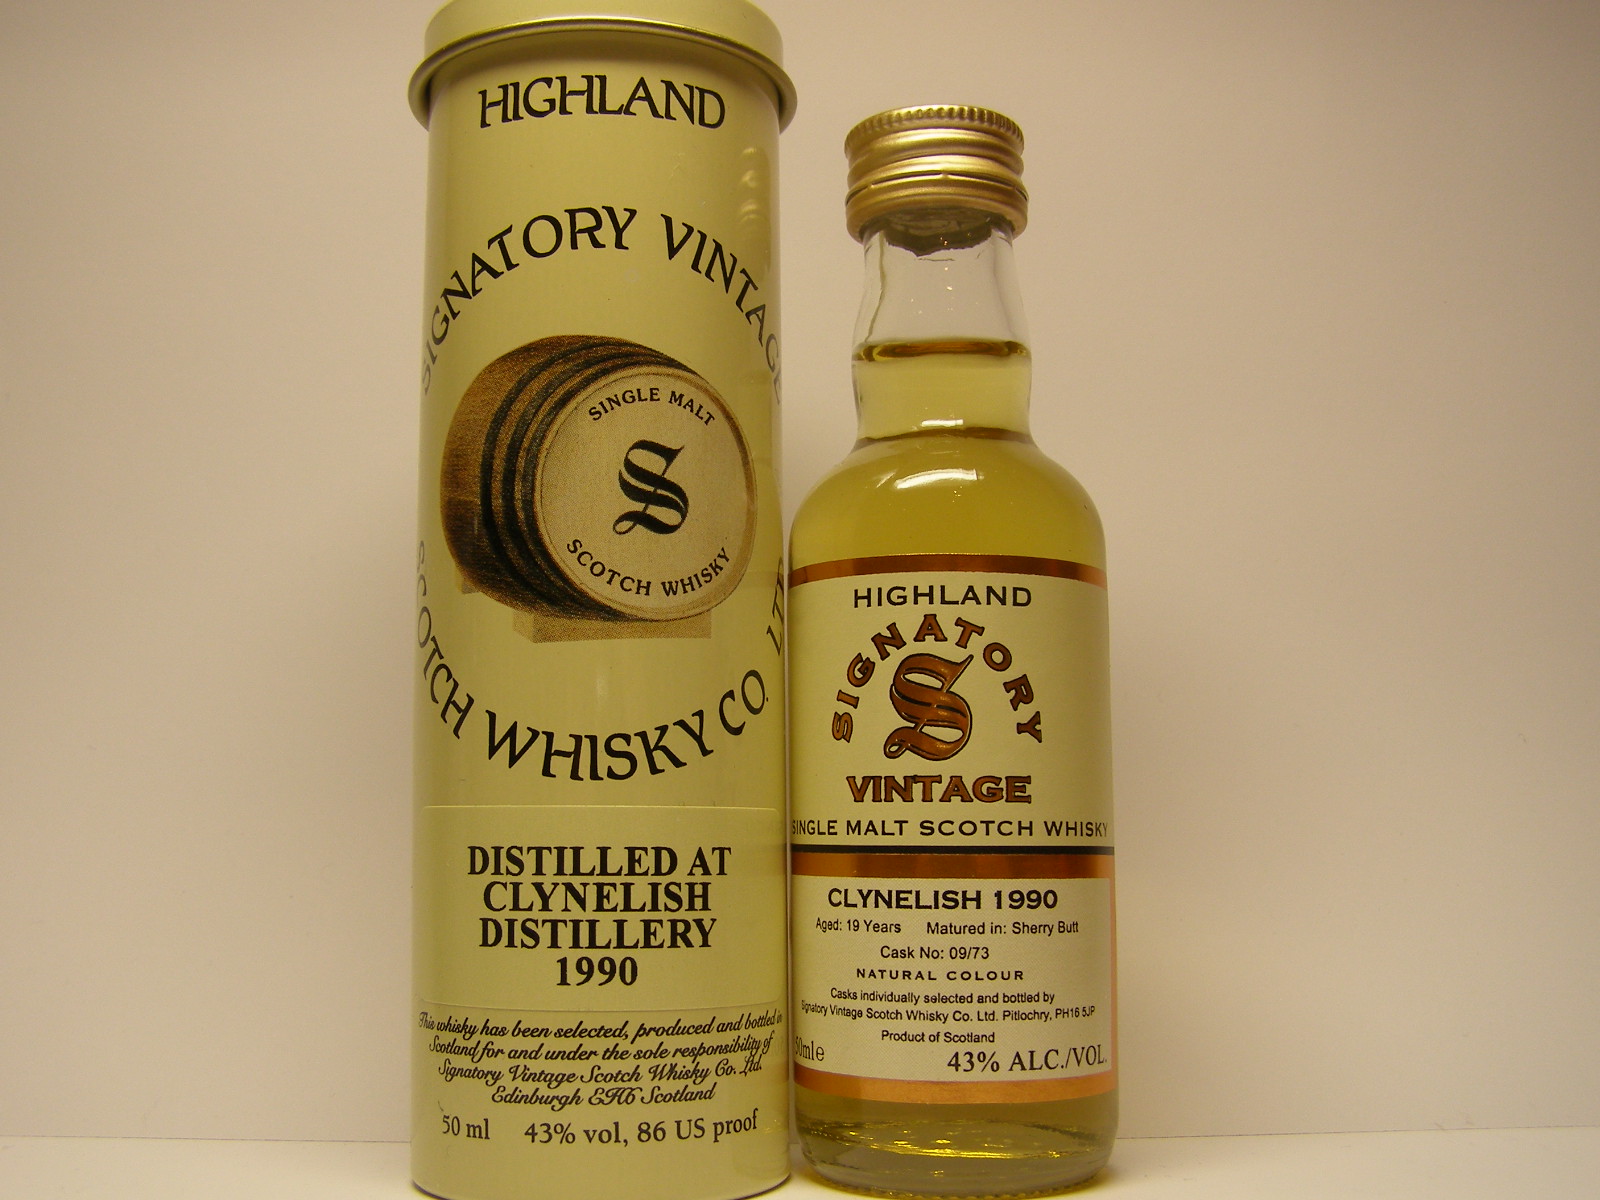 HIGHLAND
SIGNATORY VINTAGE
SINGLE MALT
S
SCOTCH WHISKY
SCOTCH WHISKY CO. LTD
DISTILLED AT
CLYNELISH
DISTILLERY
1990
This whisky has been selected, produced and bottled in
Scotland for and under the sole responsibility of
Signatory Vintage Scotch Whisky Co. Ltd.
Edinburgh EH6 Scotland
50 ml 43% vol, 86 US proof
HIGHLAND
SIGNATORY
S
VINTAGE
SINGLE MALT SCOTCH WHISKY
CLYNELISH 1990
Aged: 19 Years Matured in: Sherry Butt
Cask No: 09/73
NATURAL COLOUR
Casks individually selected and bottled by
Signatory Vintage Scotch Whisky Co. Ltd. Pitlochry, PH16 5JP
Product of Scotland
50ml e 43% ALC./VOL.